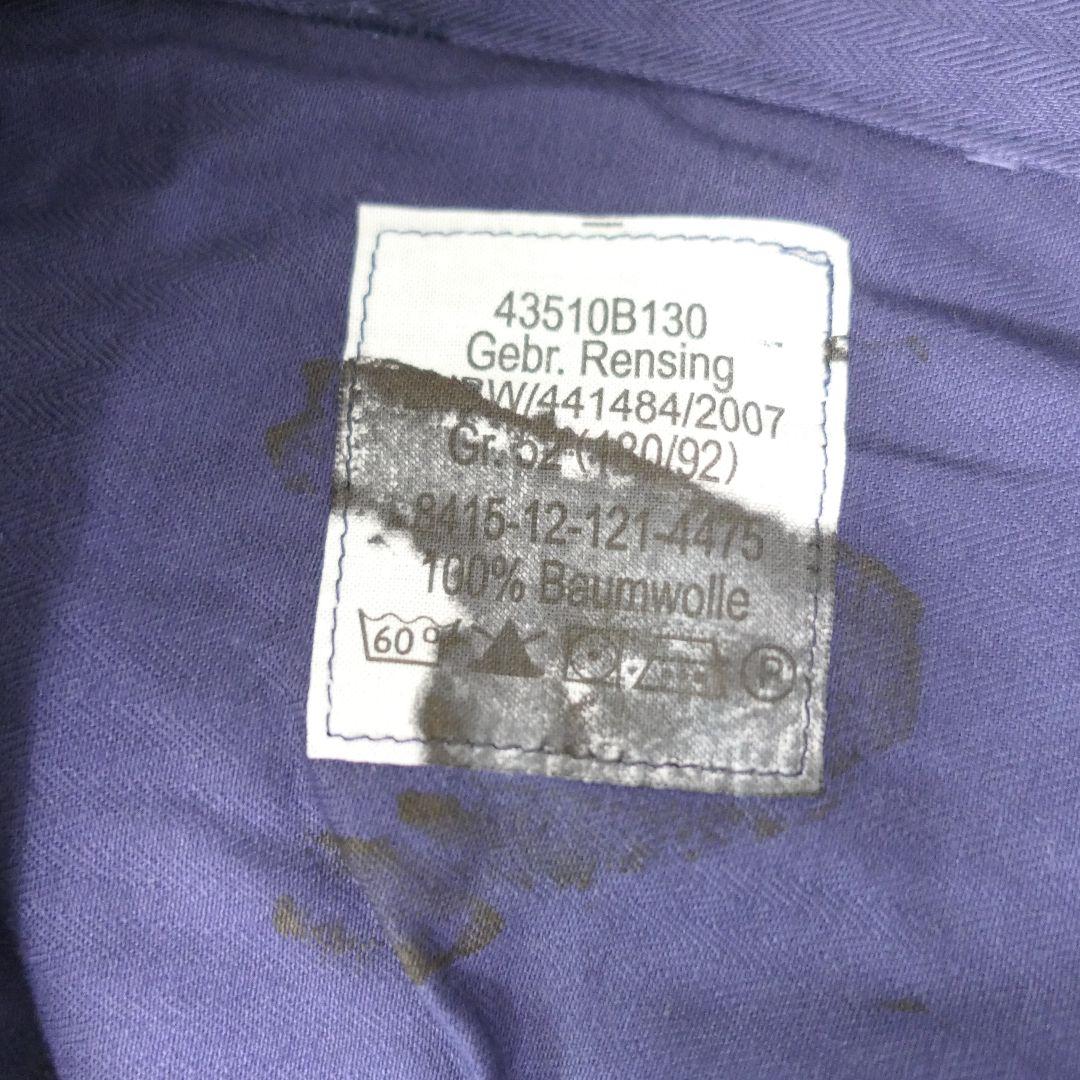 43510B130
Gebr. Rensing
BW/441484/2007
Gr. 52 (180/92)
8415-12-121-4475
100% Baumwolle
60° ®